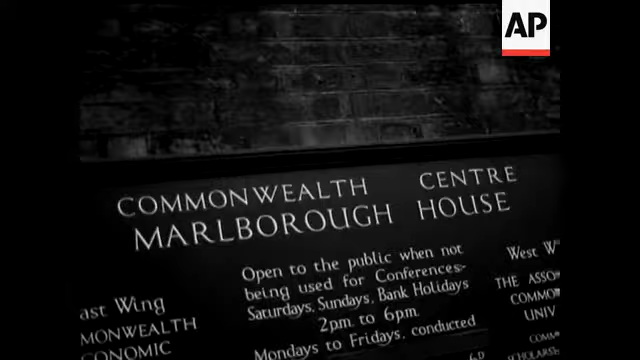 AP
COMMONWEALTH CENTRE
MARLBOROUGH HOUSE
Open to the public when not
being used for Conferences-
Saturdays, Sundays, Bank Holidays
2pm. to 6pm.
Mondays to Fridays, conducted
ast Wing
MONWEALTH
CONOMIC
West W
THE ASSO
COMMO
UNIV
COMM